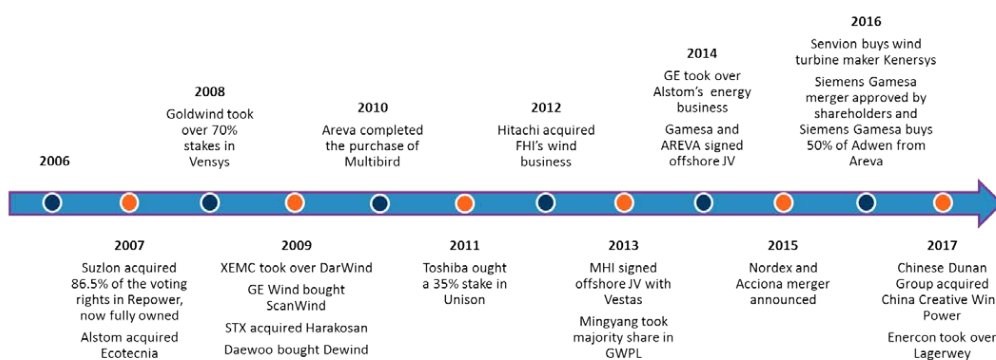 2006
2007
Suzlon acquired
86.5% of the voting
rights in Repower,
now fully owned
Alstom acquired
Ecotecnia
2008
Goldwind took
over 70%
stakes in
Vensys
2009
XEMC took over DarWind
GE Wind bought
ScanWind
STX acquired Harakosan
Daewoo bought Dewind
2010
Areva completed
the purchase of
Multibird
2011
Toshiba ought
a 35% stake in
Unison
2012
Hitachi acquired
FHI's wind
business
2013
MHI signed
offshore JV with
Vestas
Mingyang took
majority share in
GWPL
2014
GE took over
Alstom's energy
business
Gamesa and
AREVA signed
offshore JV
2015
Nordex and
Acciona merger
announced
2016
Senvion buys wind
turbine maker Kenersys
Siemens Gamesa
merger approved by
shareholders and
Siemens Gamesa buys
50% of Adwen from
Areva
2017
Chinese Dunan
Group acquired
China Creative Win
Power
Enercon took over
Lagerwey